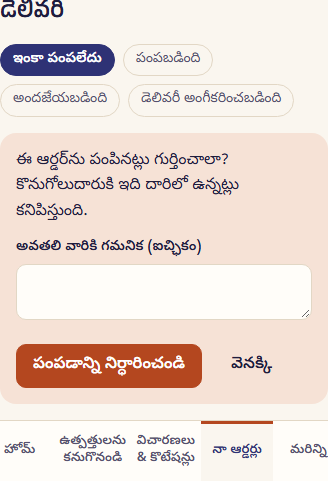 డెలివరీ
ఇంకా పంపలేదు
పంపబడింది
అందజేయబడింది
డెలివరీ అంగీకరించబడింది
ఈ ఆర్డర్‌ను పంపినట్లు గుర్తించాలా?
కొనుగోలుదారుకి ఇది దారిలో ఉన్నట్లు
కనిపిస్తుంది.
అవతలి వారికి గమనిక (ఐచ్ఛికం)
పంపడాన్ని నిర్ధారించండి
వెనక్కి
హోమ్
ఉత్పత్తులను
కనుగొనండి
విచారణలు
& కొటేషన్లు
నా ఆర్డర్లు
మరిన్ని